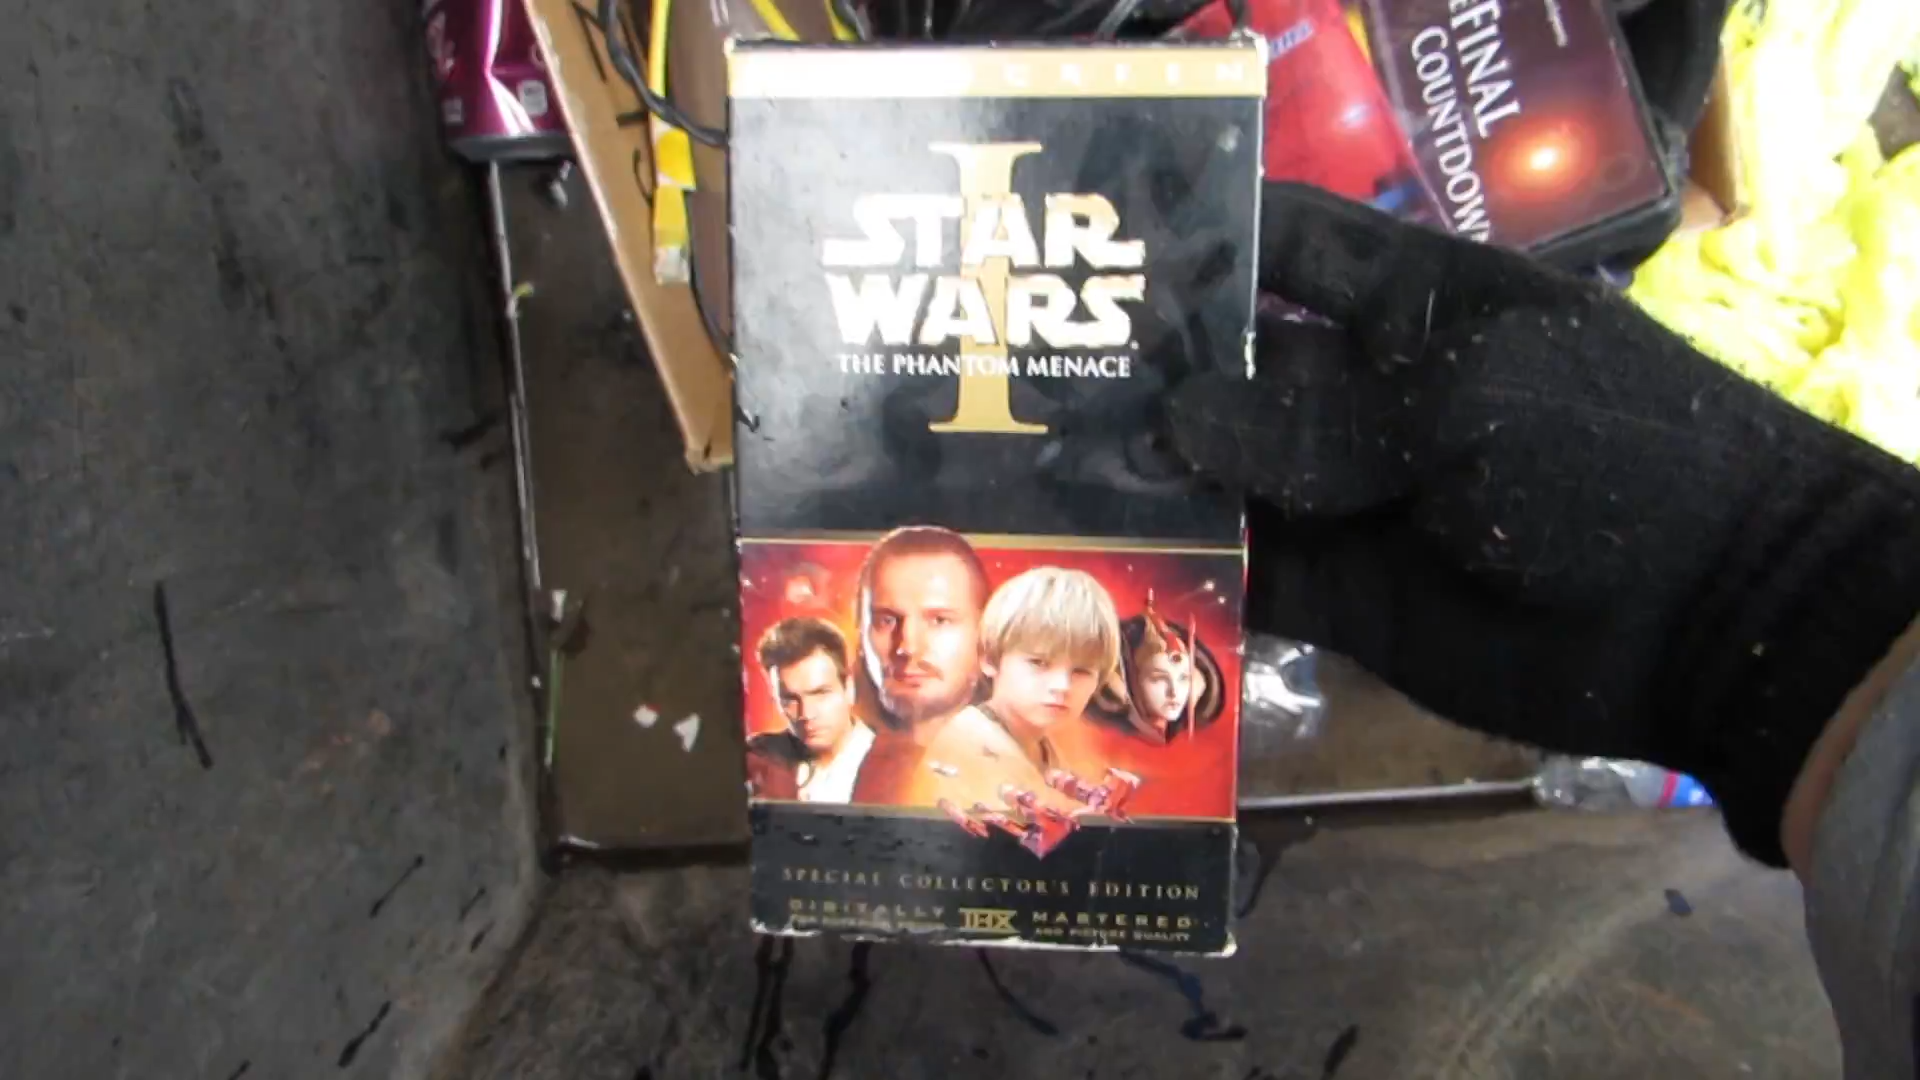 I
STAR
WARS
THE PHANTOM MENACE
SPECIAL COLLECTOR'S EDITION
DIGITALLY THX MASTERED
AND PICTURE QUALITY
FINAL
COUNTDOWN